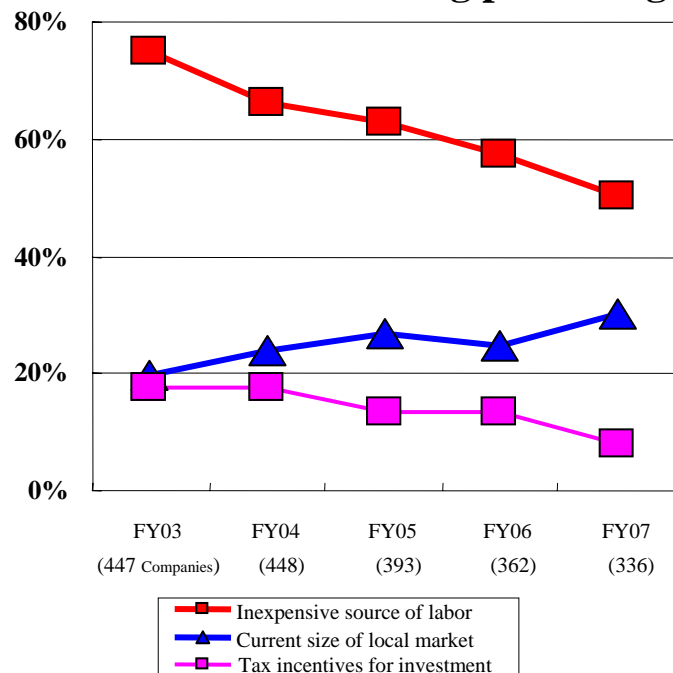 80%
60%
40%
20%
0%
FY03 FY04 FY05 FY06 FY07
(447 Companies) (448) (393) (362) (336)
Inexpensive source of labor
Current size of local market
Tax incentives for investment